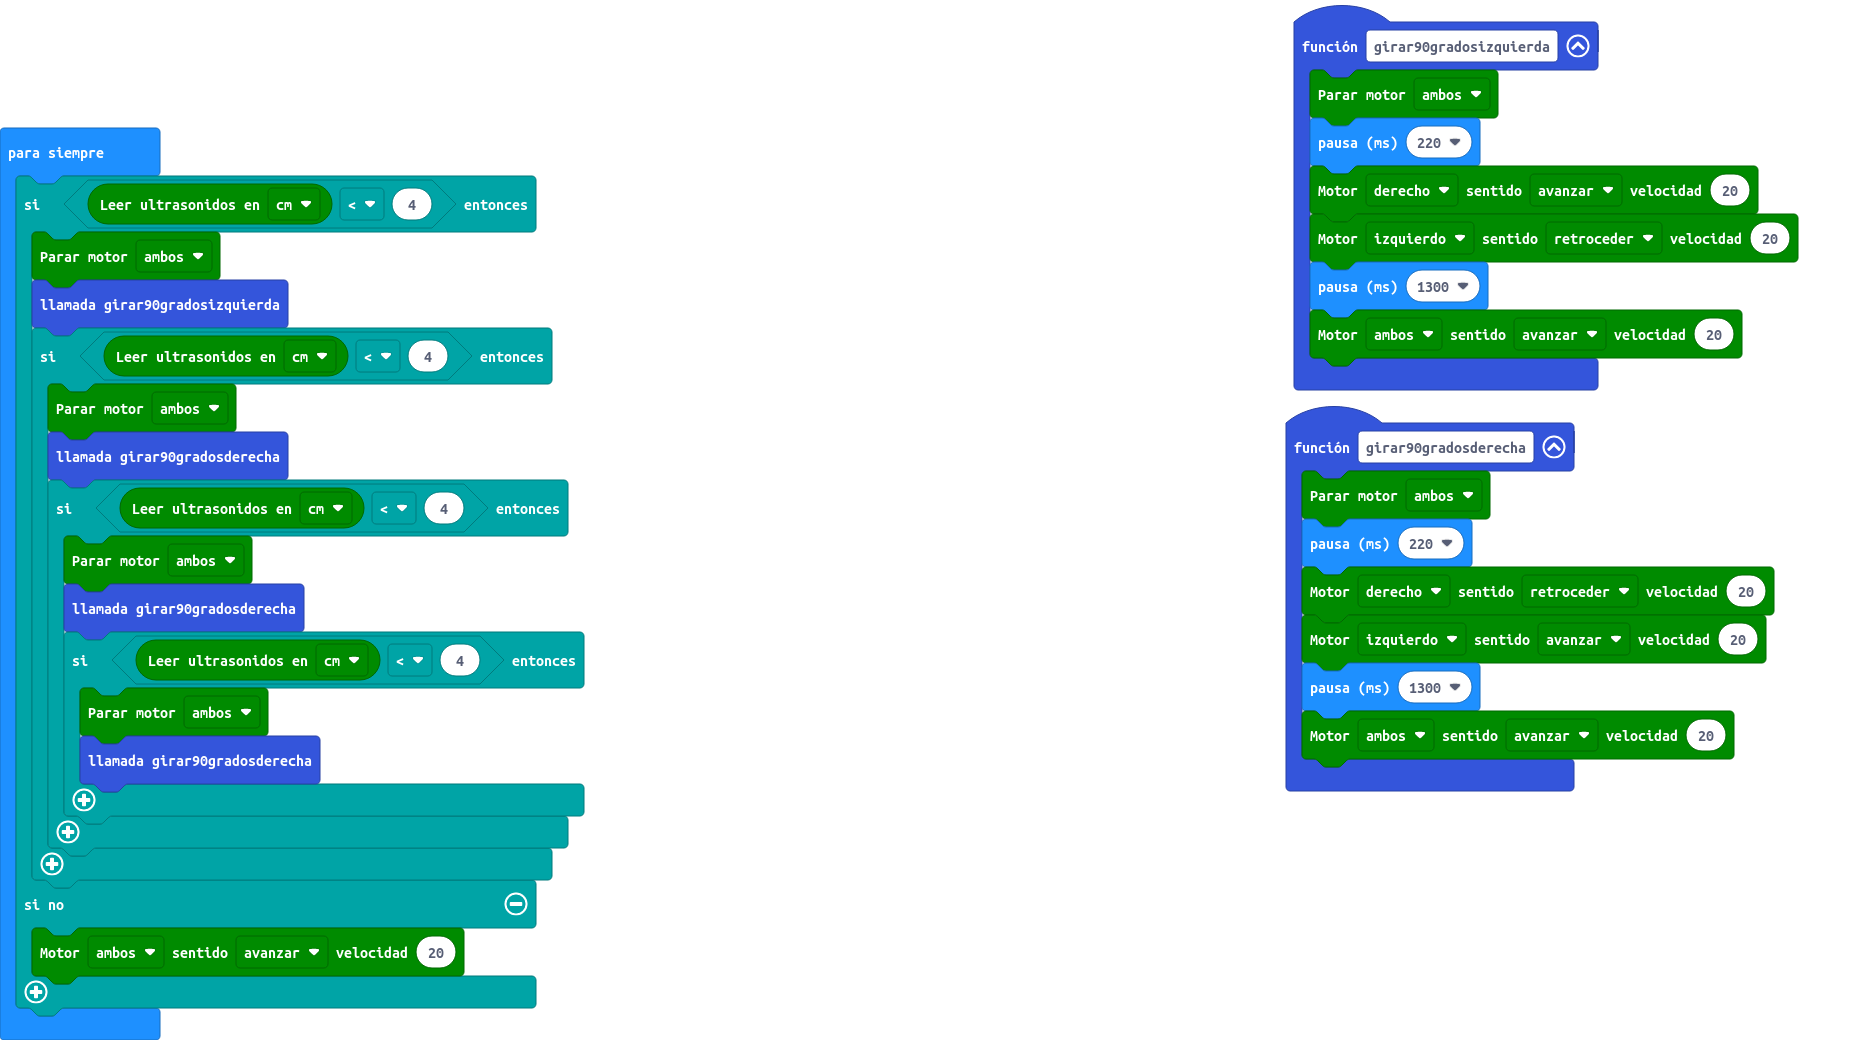 para siempre
si Leer ultrasonidos en cm < 4 entonces
Parar motor ambos
llamada girar90gradosizquierda
si Leer ultrasonidos en cm < 4 entonces
Parar motor ambos
llamada girar90gradosderecha
si Leer ultrasonidos en cm < 4 entonces
Parar motor ambos
llamada girar90gradosderecha
si Leer ultrasonidos en cm < 4 entonces
Parar motor ambos
llamada girar90gradosderecha
si no
Motor ambos sentido avanzar velocidad 20
función girar90gradosizquierda
Parar motor ambos
pausa (ms) 220
Motor derecho sentido avanzar velocidad 20
Motor izquierdo sentido retroceder velocidad 20
pausa (ms) 1300
Motor ambos sentido avanzar velocidad 20
función girar90gradosderecha
Parar motor ambos
pausa (ms) 220
Motor derecho sentido retroceder velocidad 20
Motor izquierdo sentido avanzar velocidad 20
pausa (ms) 1300
Motor ambos sentido avanzar velocidad 20